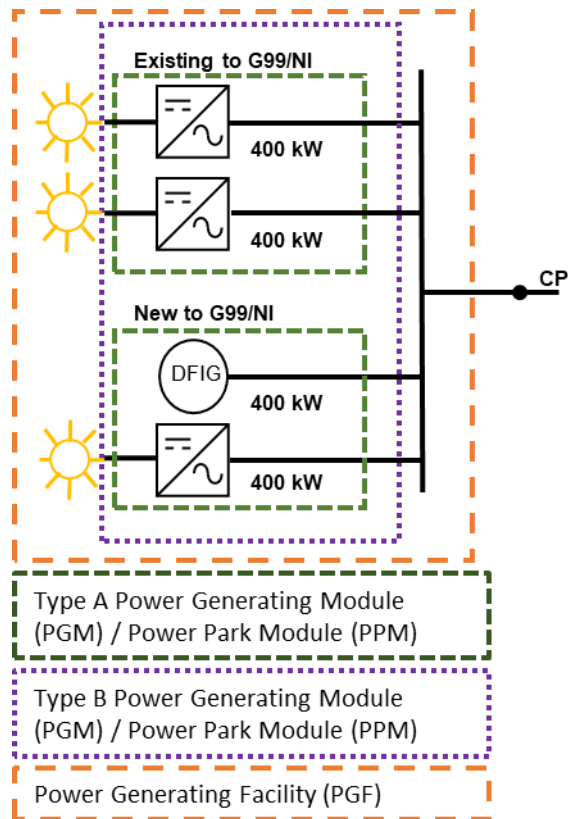 Existing to G99/NI
400 kW
400 kW
CP
New to G99/NI
DFIG
400 kW
400 kW
Type A Power Generating Module
(PGM) / Power Park Module (PPM)
Type B Power Generating Module
(PGM) / Power Park Module (PPM)
Power Generating Facility (PGF)